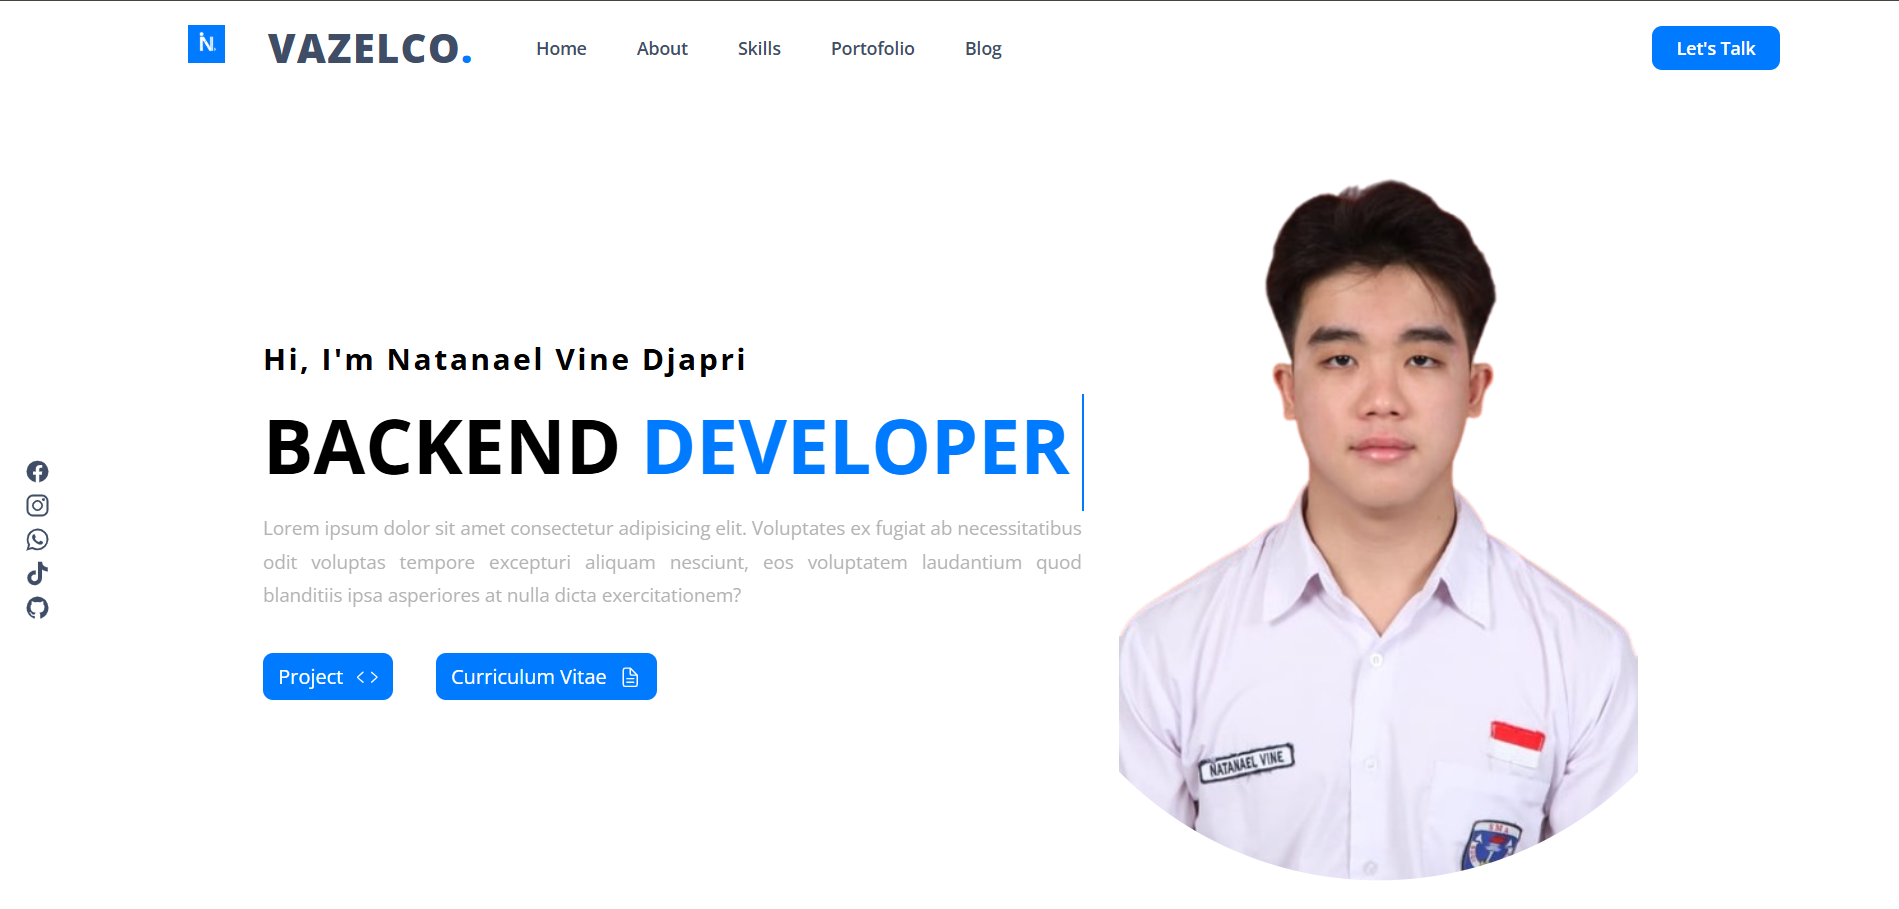 N
VAZELCO.
Home
About
Skills
Portofolio
Blog
Let's Talk
Hi, I'm Natanael Vine Djapri
BACKEND DEVELOPER
Lorem ipsum dolor sit amet consectetur adipisicing elit. Voluptates ex fugiat ab necessitatibus
odit voluptas tempore excepturi aliquam nesciunt, eos voluptatem laudantium quod
blanditiis ipsa asperiores at nulla dicta exercitationem?
Project <>
Curriculum Vitae
NATANAEL VINE
SMA